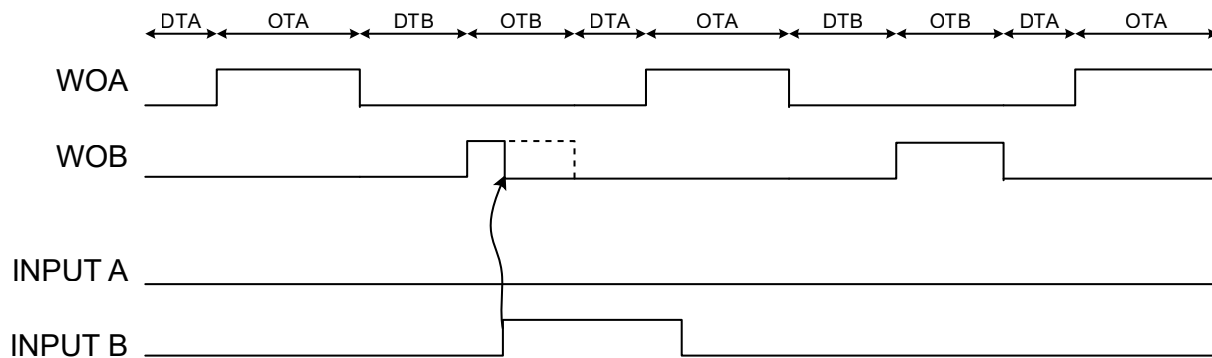 DTA OTA DTB OTB DTA OTA DTB OTB DTA OTA
WOA
WOB
INPUT A
INPUT B